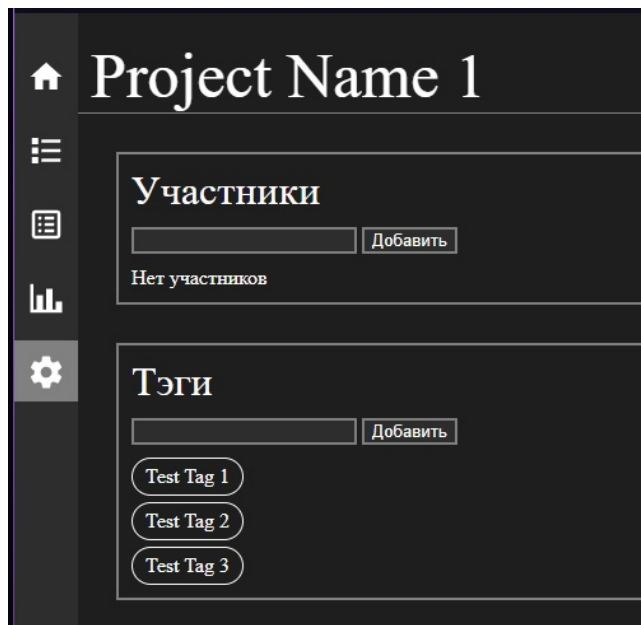 Project Name 1
Участники
Добавить
Нет участников
Тэги
Добавить
Test Tag 1
Test Tag 2
Test Tag 3